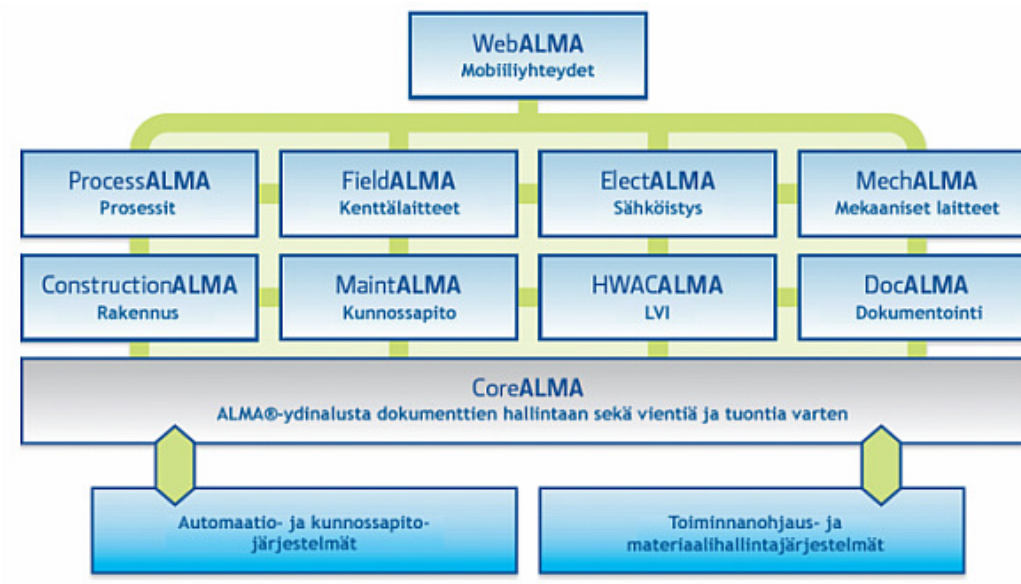 WebALMA
Mobiiliyhteydet
ProcessALMA
Prosessit
FieldALMA
Kenttälaitteet
ElectALMA
Sähköistys
MechALMA
Mekaaniset laitteet
ConstructionALMA
Rakennus
MaintALMA
Kunnossapito
HWACALMA
LVI
DocALMA
Dokumentointi
CoreALMA
ALMA®-ydinalusta dokumenttien hallintaan sekä vientiä ja tuontia varten
Automaatio- ja kunnossapito-
järjestelmät
Toiminnanohjaus- ja
materiaalihallintajärjestelmät